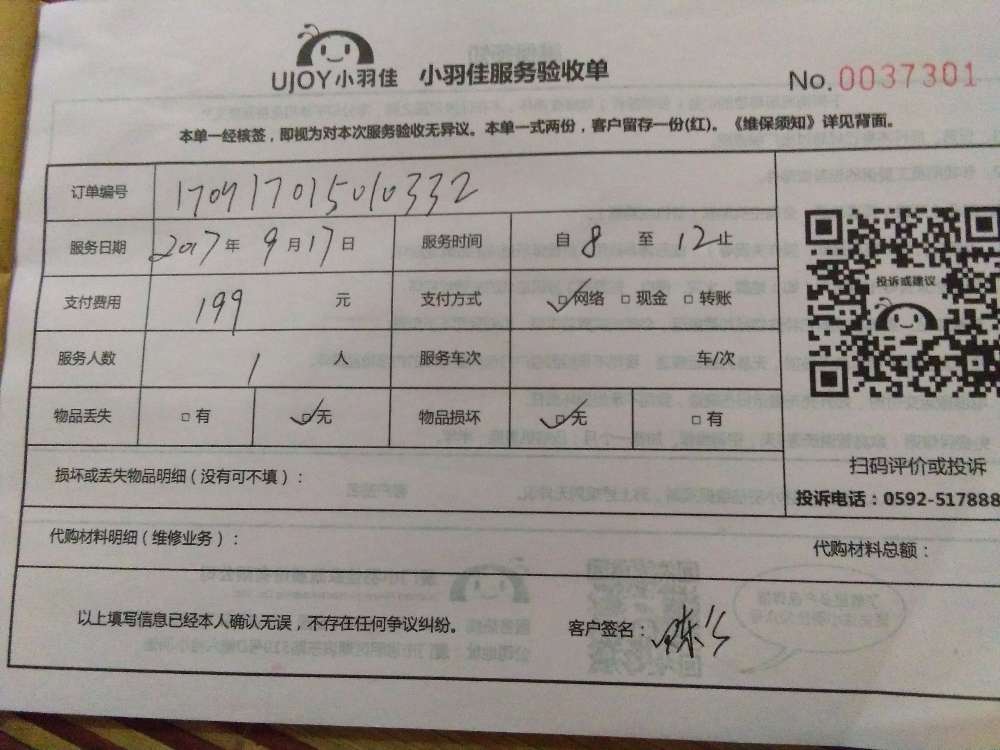 UJOY小羽佳 小羽佳服务验收单 No.0037301
本单一经核签，即视为对本次服务验收无异议。本单一式两份，客户留存一份(红)。《维保须知》详见背面。
订单编号 170917015010332
服务日期 2017年9月17日 服务时间 自8至12止
支付费用 199 元 支付方式 ☑网络 □现金 □转账
投诉或建议
服务人数 1 人 服务车次 车/次
物品丢失 □有 ☑无 物品损坏 ☑无 □有
扫码评价或投诉
损坏或丢失物品明细（没有可不填）：
投诉电话：0592-517888
代购材料明细（维修业务）： 代购材料总额：
以上填写信息已经本人确认无误，不存在任何争议纠纷。 客户签名：